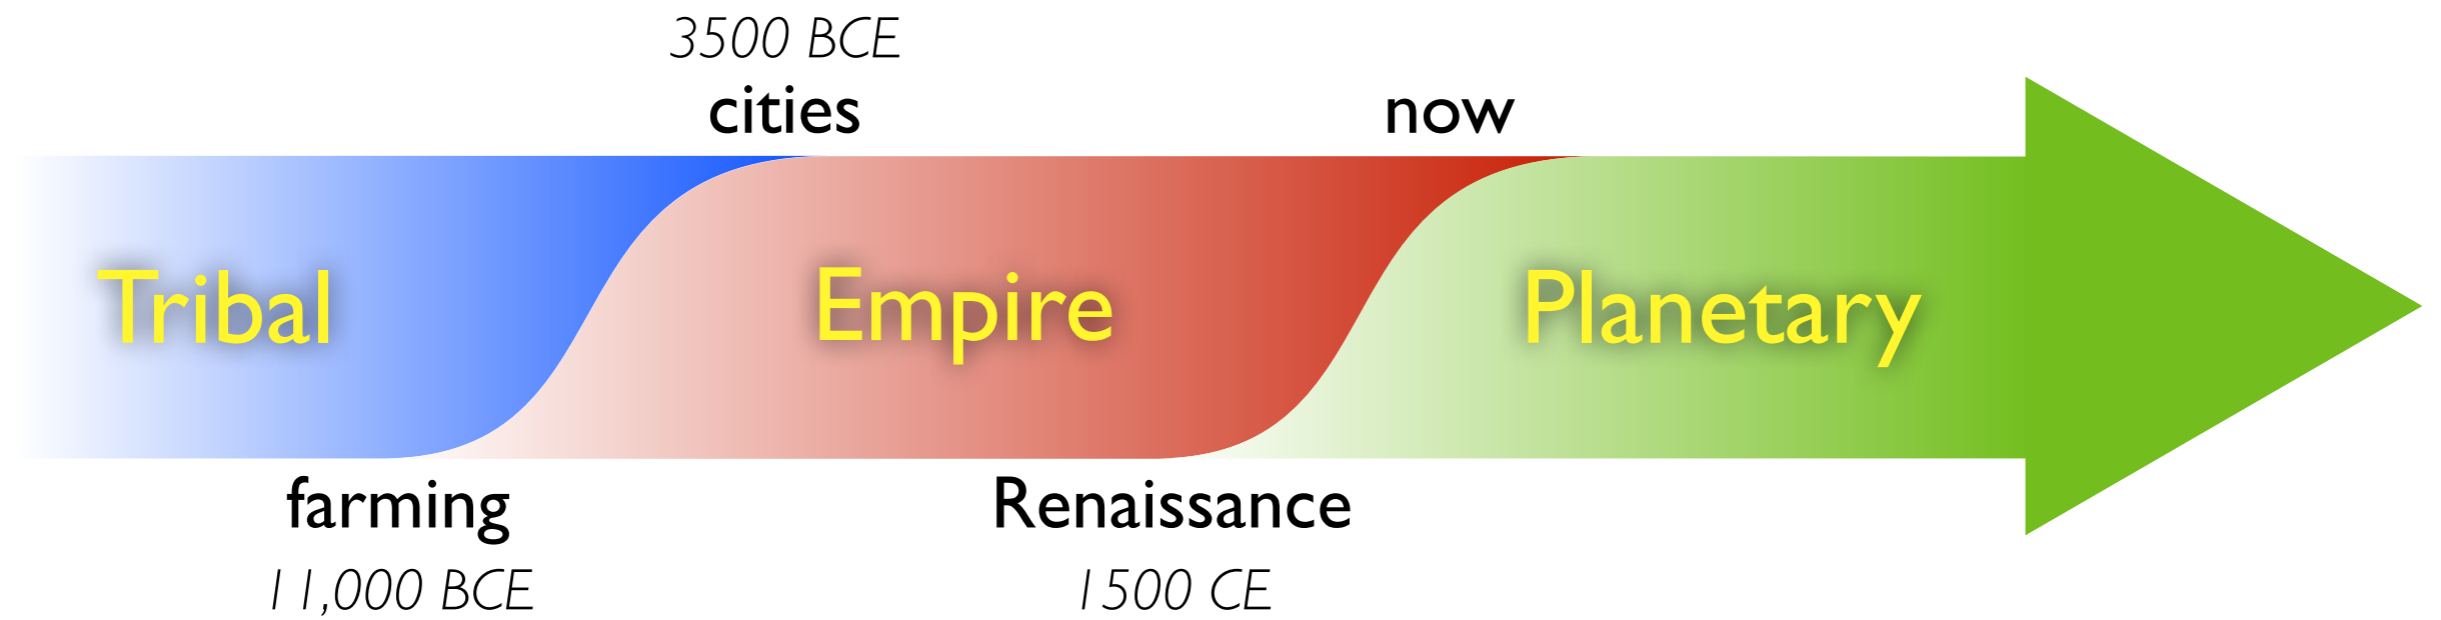 3500 BCE
cities
now
Tribal
Empire
Planetary
farming
Renaissance
11,000 BCE
1500 CE